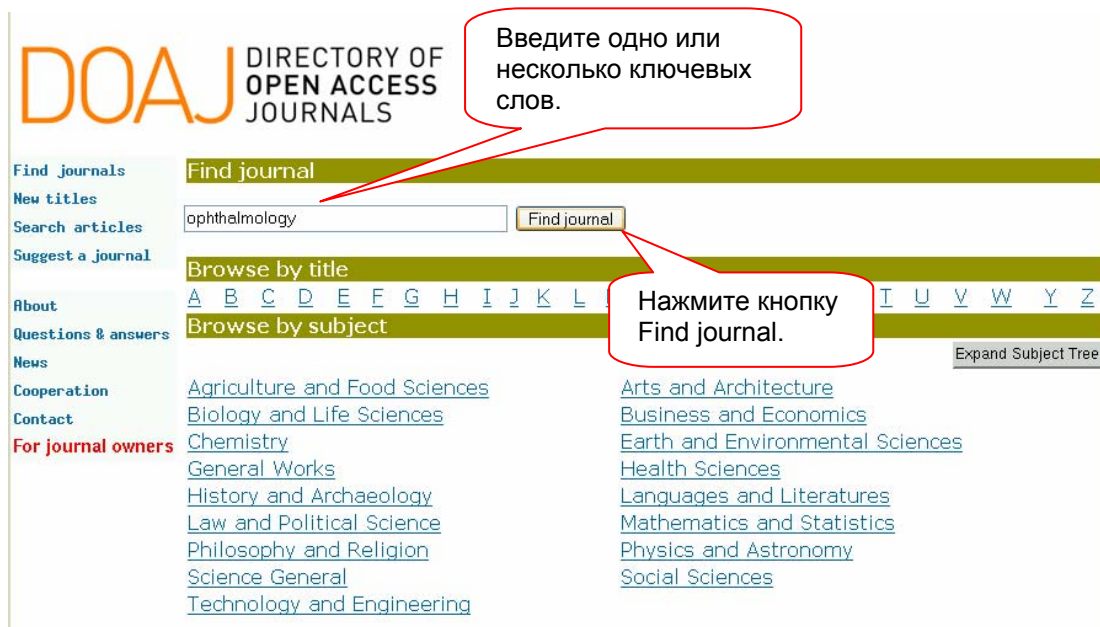 DOAJ
DIRECTORY OF
OPEN ACCESS
JOURNALS
Введите одно или
несколько ключевых
слов.
Find journals
New titles
Search articles
Suggest a journal
About
Questions & answers
News
Cooperation
Contact
For journal owners
Find journal
ophthalmology
Find journal
Browse by title
A B C D E F G H I J K L T U V W Y Z
Нажмите кнопку
Find journal.
Browse by subject
Expand Subject Tree
Agriculture and Food Sciences
Arts and Architecture
Biology and Life Sciences
Business and Economics
Chemistry
Earth and Environmental Sciences
General Works
Health Sciences
History and Archaeology
Languages and Literatures
Law and Political Science
Mathematics and Statistics
Philosophy and Religion
Physics and Astronomy
Science General
Social Sciences
Technology and Engineering